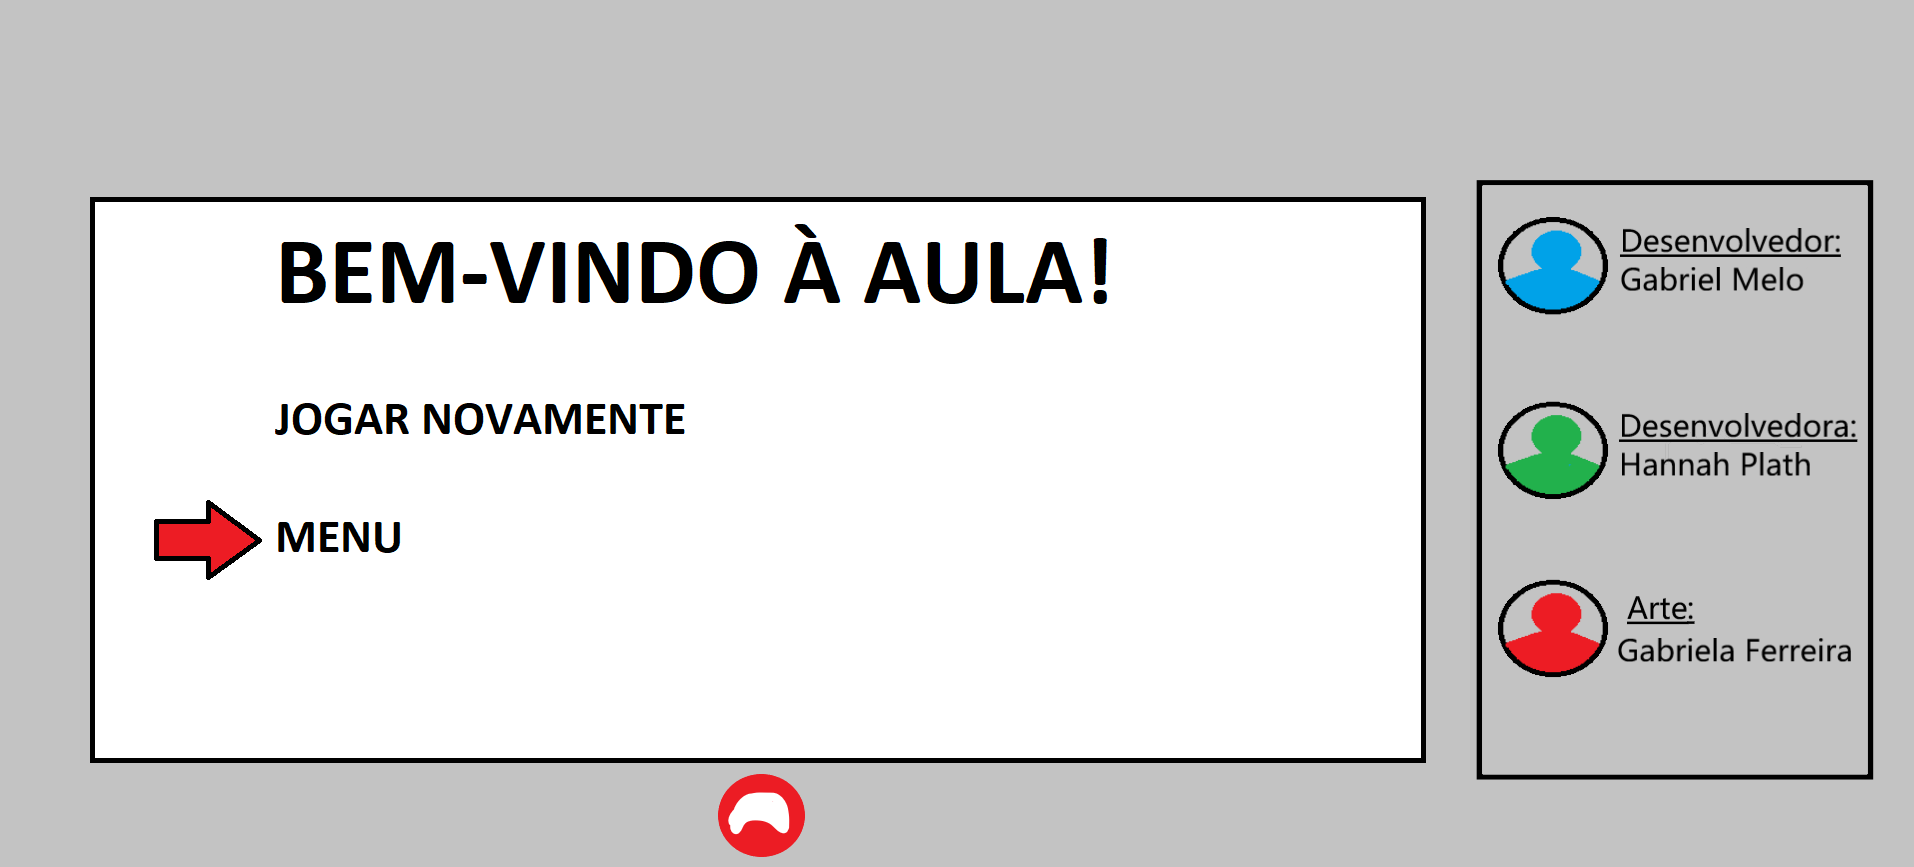 BEM-VINDO À AULA!
JOGAR NOVAMENTE
MENU
Desenvolvedor:
Gabriel Melo
Desenvolvedora:
Hannah Plath
Arte:
Gabriela Ferreira